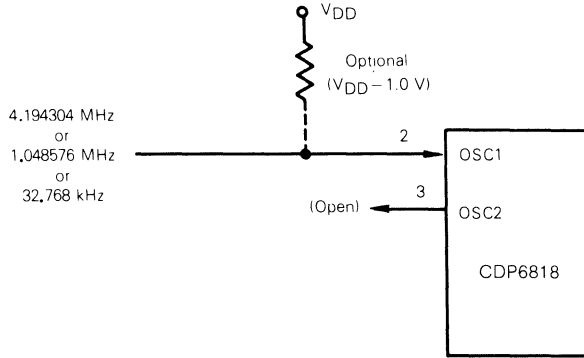 VDD
Optional
(VDD – 1.0 V)
4.194304 MHz
or
1.048576 MHz
or
32.768 kHz
2
OSC1
3
(Open)
OSC2
CDP6818